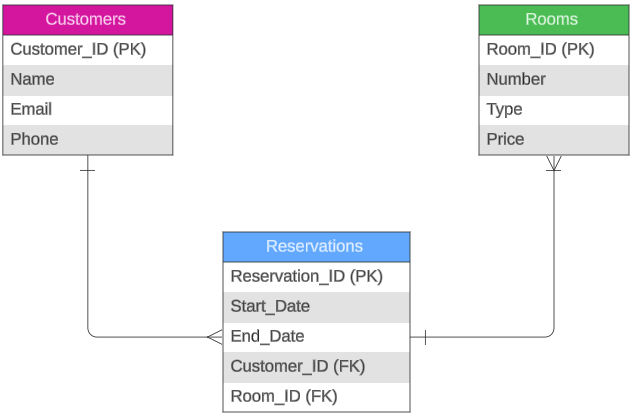 Customers
Customer_ID (PK)
Name
Email
Phone
Rooms
Room_ID (PK)
Number
Type
Price
Reservations
Reservation_ID (PK)
Start_Date
End_Date
Customer_ID (FK)
Room_ID (FK)